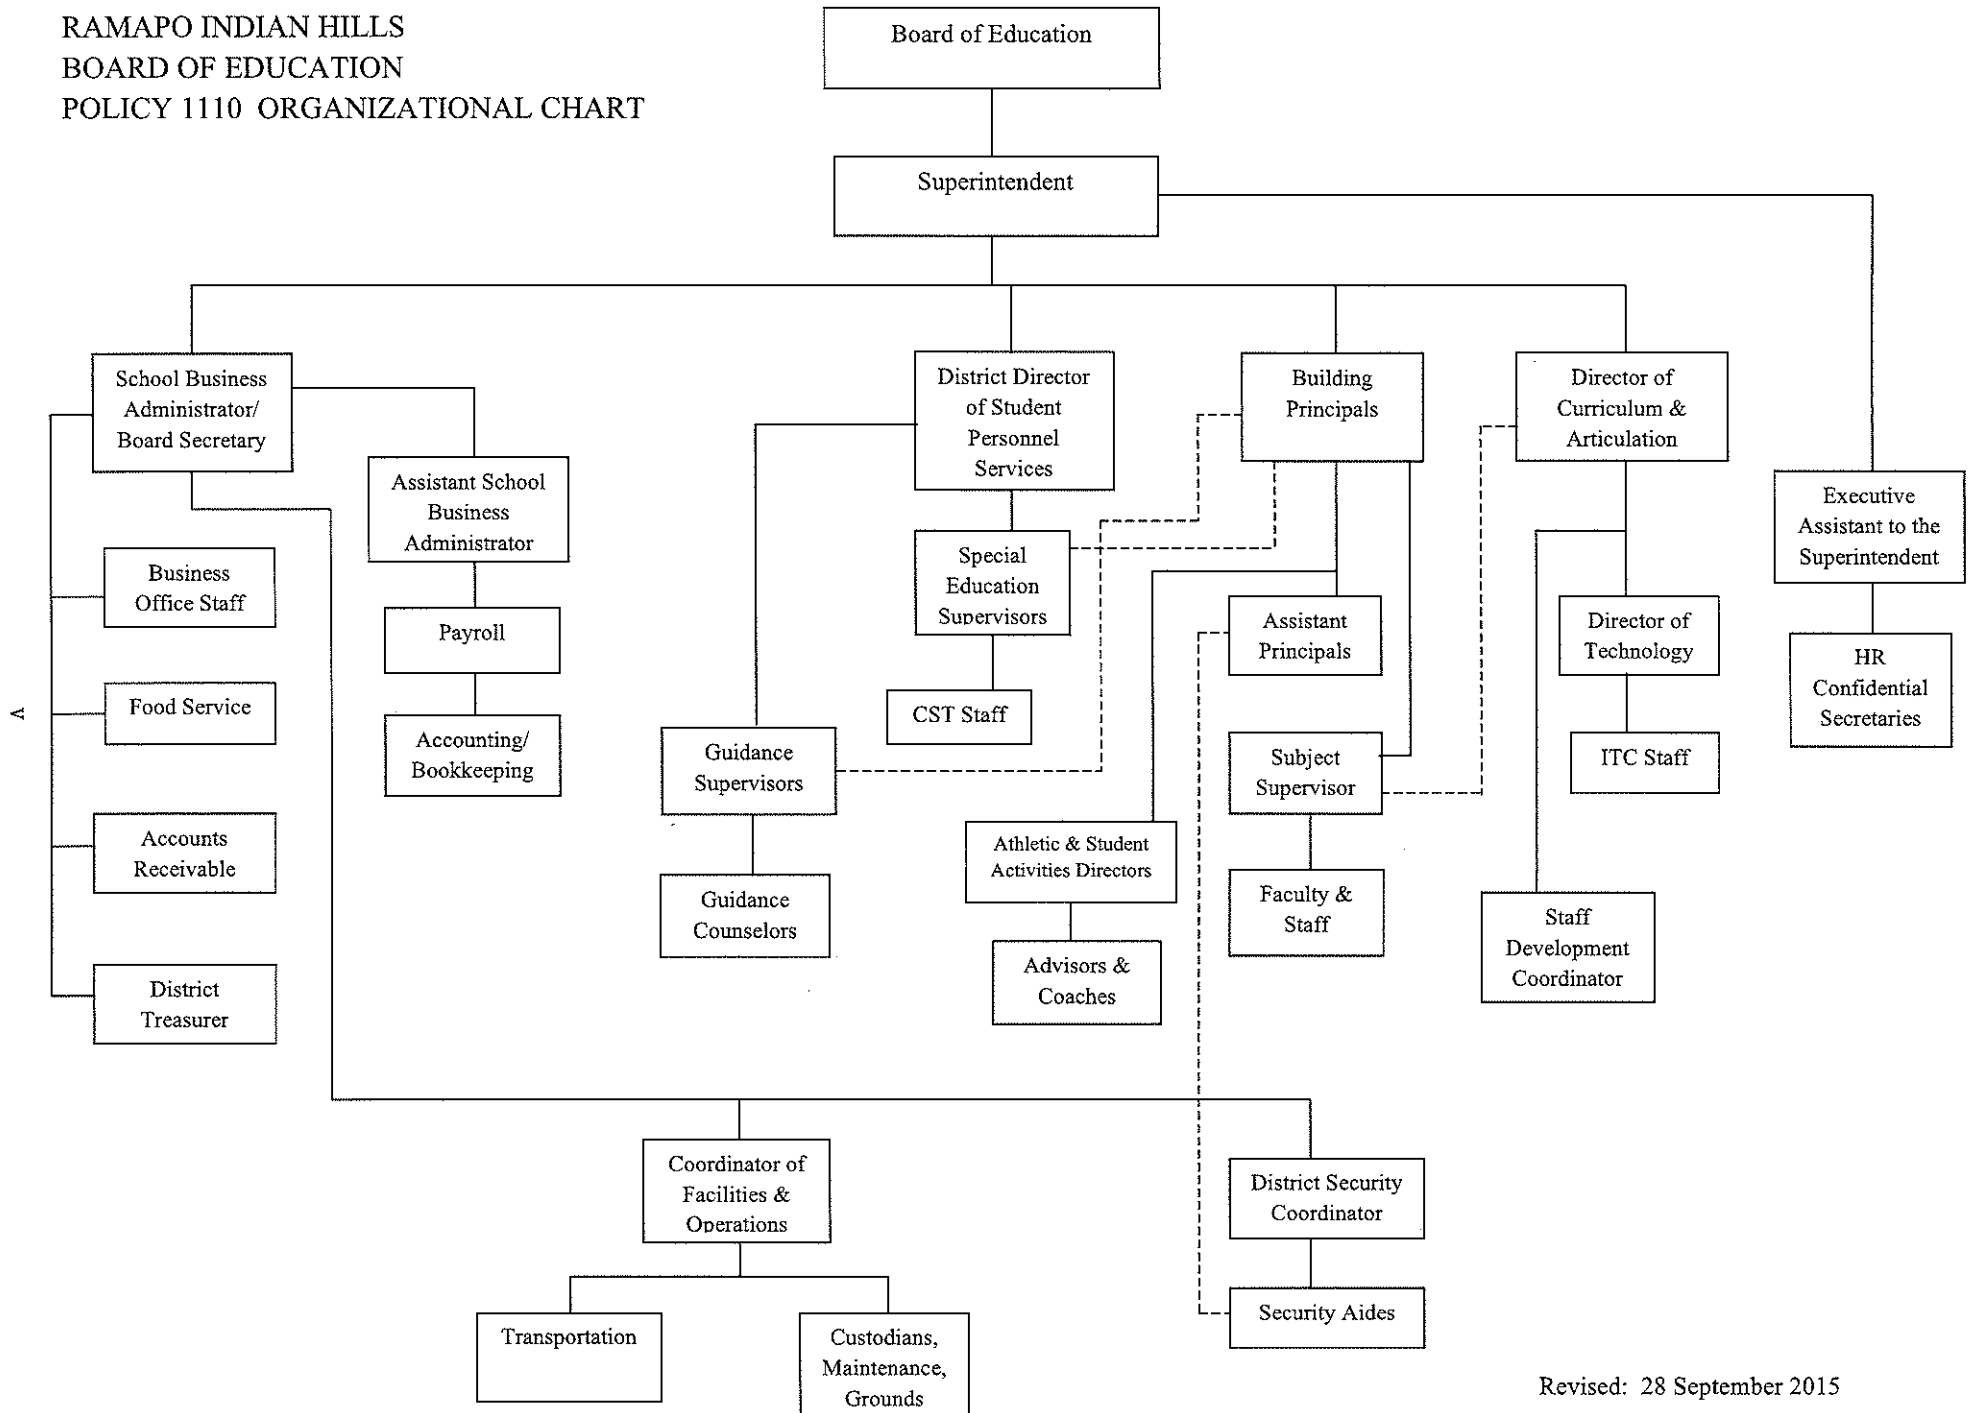 RAMAPO INDIAN HILLS
BOARD OF EDUCATION
POLICY 1110 ORGANIZATIONAL CHART
Board of Education
Superintendent
School Business
Administrator/
Board Secretary
District Director
of Student
Personnel
Services
Building
Principals
Director of
Curriculum &
Articulation
Assistant School
Business
Administrator
Executive
Assistant to the
Superintendent
Business
Office Staff
Special
Education
Supervisors
Assistant
Principals
Director of
Technology
Payroll
HR
Confidential
Secretaries
Food Service
CST Staff
Accounting/
Bookkeeping
Guidance
Supervisors
Subject
Supervisor
ITC Staff
Accounts
Receivable
Athletic & Student
Activities Directors
Guidance
Counselors
Faculty &
Staff
Staff
Development
Coordinator
Advisors &
Coaches
District
Treasurer
Coordinator of
Facilities &
Operations
District Security
Coordinator
Security Aides
Transportation
Custodians,
Maintenance,
Grounds
Revised: 28 September 2015